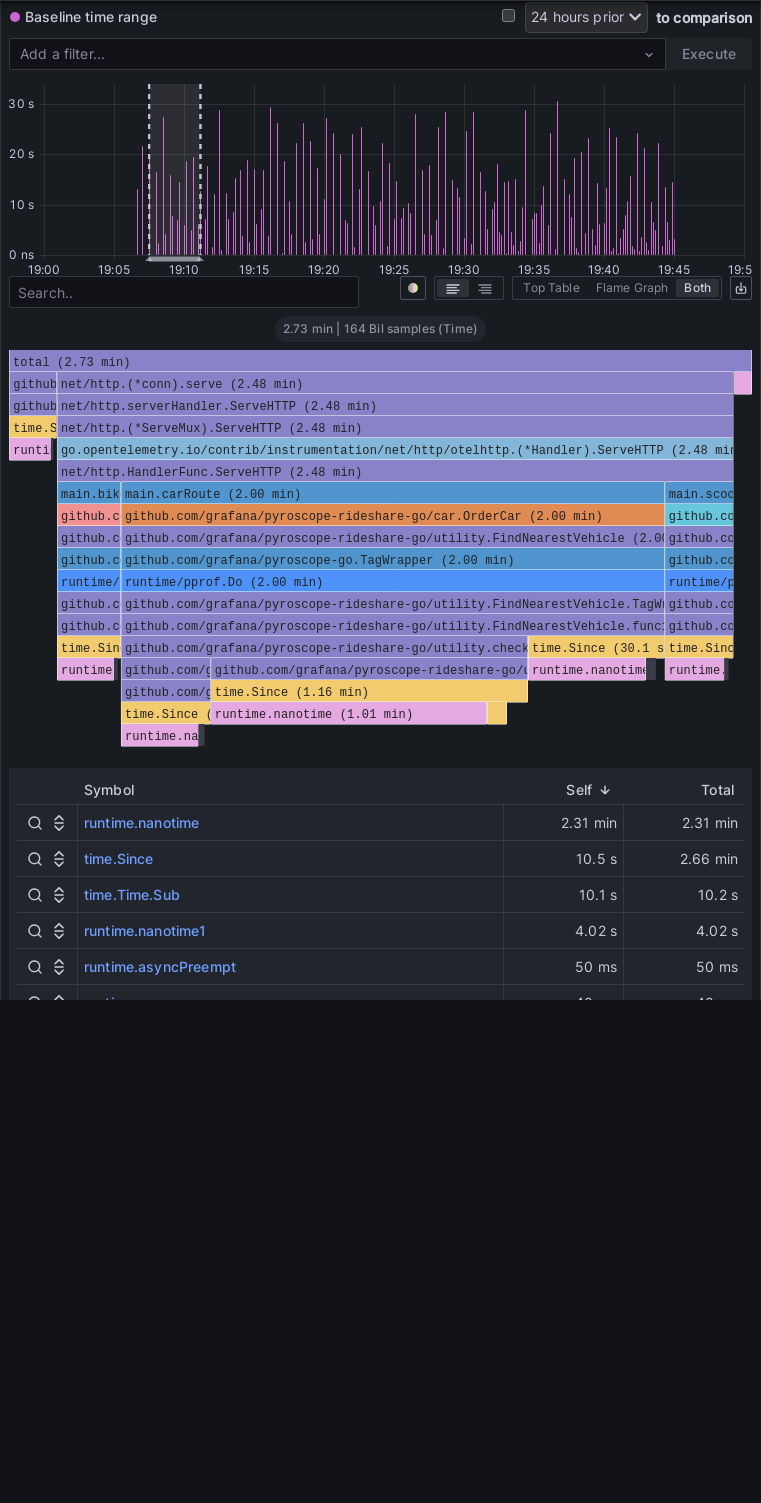 Baseline time range
24 hours prior to comparison
Add a filter...
Execute
30 s
20 s
10 s
0 ns
19:00 19:05 19:10 19:15 19:20 19:25 19:30 19:35 19:40 19:45 19:5
Search..
Top Table Flame Graph Both
2.73 min | 164 Bil samples (Time)
total (2.73 min)
github net/http.(*conn).serve (2.48 min)
github net/http.serverHandler.ServeHTTP (2.48 min)
time.S net/http.(*ServeMux).ServeHTTP (2.48 min)
runti go.opentelemetry.io/contrib/instrumentation/net/http/otelhttp.(*Handler).ServeHTTP (2.48 min
net/http.HandlerFunc.ServeHTTP (2.48 min)
main.bik main.carRoute (2.00 min) main.scoo
github.c github.com/grafana/pyroscope-rideshare-go/car.OrderCar (2.00 min) github.co
github.c github.com/grafana/pyroscope-rideshare-go/utility.FindNearestVehicle (2.00 github.co
github.c github.com/grafana/pyroscope-go.TagWrapper (2.00 min) github.co
runtime/ runtime/pprof.Do (2.00 min) runtime/p
github.c github.com/grafana/pyroscope-rideshare-go/utility.FindNearestVehicle.TagW github.co
github.c github.com/grafana/pyroscope-rideshare-go/utility.FindNearestVehicle.func github.co
time.Sin github.com/grafana/pyroscope-rideshare-go/utility.check time.Since (30.1 s time.Sinc
runtime github.com/g github.com/grafana/pyroscope-rideshare-go/u runtime.nanotime runtime.
github.com/g time.Since (1.16 min)
time.Since ( runtime.nanotime (1.01 min)
runtime.na
Symbol Self Total
runtime.nanotime 2.31 min 2.31 min
time.Since 10.5 s 2.66 min
time.Time.Sub 10.1 s 10.2 s
runtime.nanotime1 4.02 s 4.02 s
runtime.asyncPreempt 50 ms 50 ms